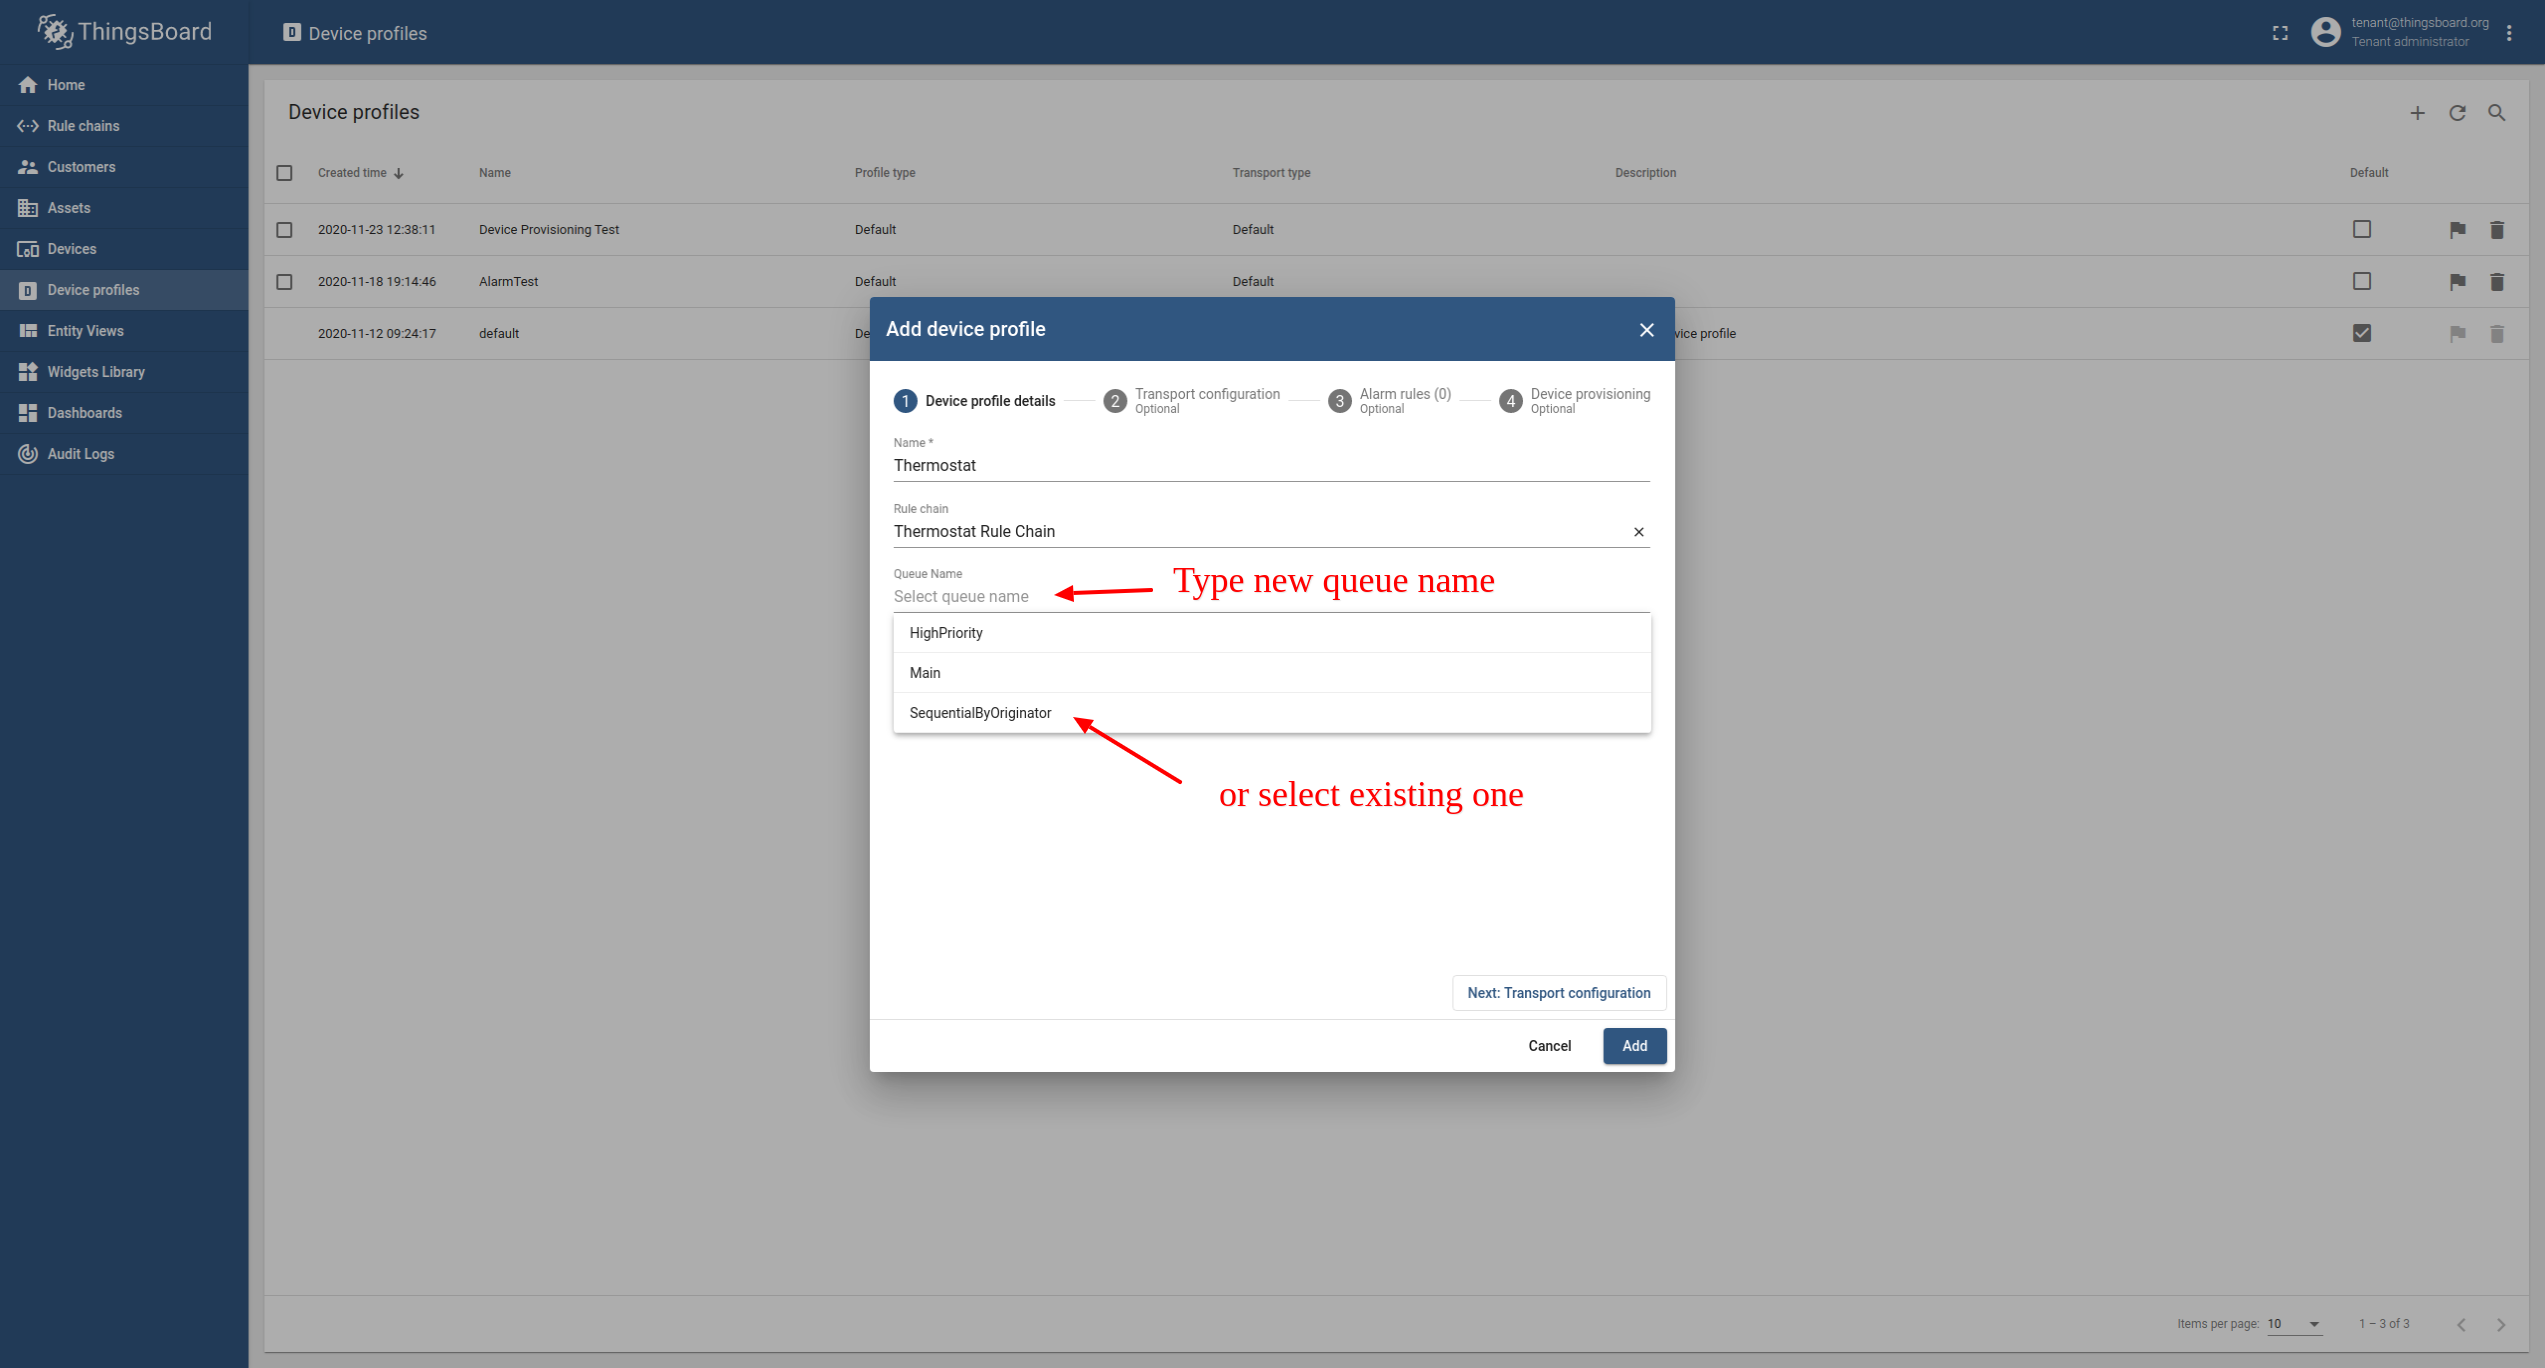 ThingsBoard
Device profiles
tenant@thingsboard.org
Tenant administrator
Home
Rule chains
Customers
Assets
Devices
Device profiles
Entity Views
Widgets Library
Dashboards
Audit Logs
Device profiles
Created time Name Profile type Transport type Description Default
2020-11-23 12:38:11 Device Provisioning Test Default Default
2020-11-18 19:14:46 AlarmTest Default Default
2020-11-12 09:24:17 default De vice profile
Add device profile
1 Device profile details
2 Transport configuration
Optional
3 Alarm rules (0)
Optional
4 Device provisioning
Optional
Name *
Thermostat
Rule chain
Thermostat Rule Chain
Queue Name
Select queue name
Type new queue name
HighPriority
Main
SequentialByOriginator
or select existing one
Next: Transport configuration
Cancel Add
Items per page: 10 1 – 3 of 3